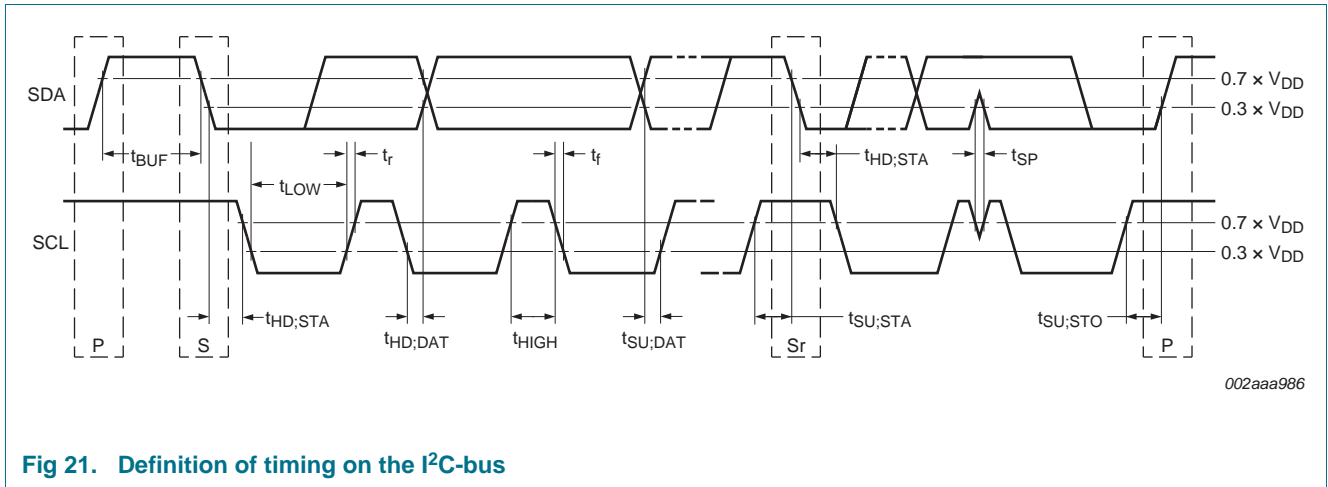 SDA
0.7 × VDD
0.3 × VDD
tBUF
tr
tf
tHD;STA
tSP
tLOW
SCL
0.7 × VDD
0.3 × VDD
tHD;STA
tHD;DAT
tHIGH
tSU;DAT
tSU;STA
tSU;STO
P
S
Sr
P
002aaa986
Fig 21. Definition of timing on the I²C-bus